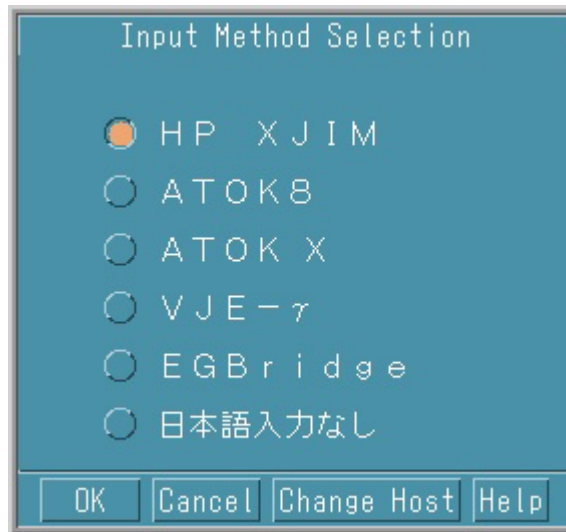 Input Method Selection
ＨＰ　ＸＪＩＭ
ＡＴＯＫ８
ＡＴＯＫ　Ｘ
ＶＪＥ－γ
ＥＧＢｒｉｄｇｅ
日本語入力なし
OK Cancel Change Host Help